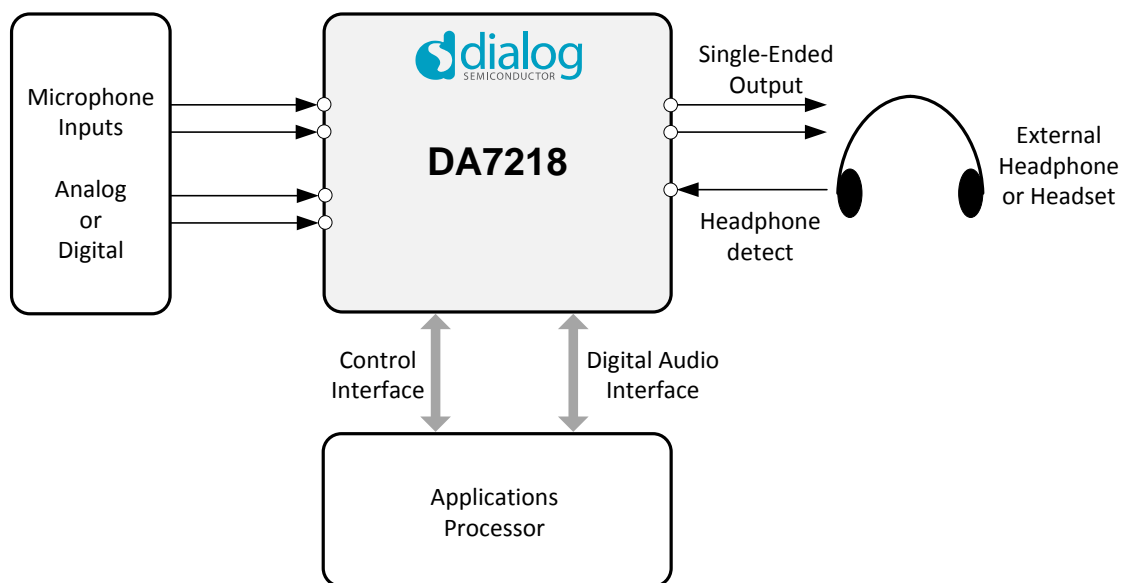 Microphone
Inputs
Analog
or
Digital
dialog
SEMICONDUCTOR
DA7218
Single-Ended
Output
Headphone
detect
External
Headphone
or Headset
Control
Interface
Digital Audio
Interface
Applications
Processor